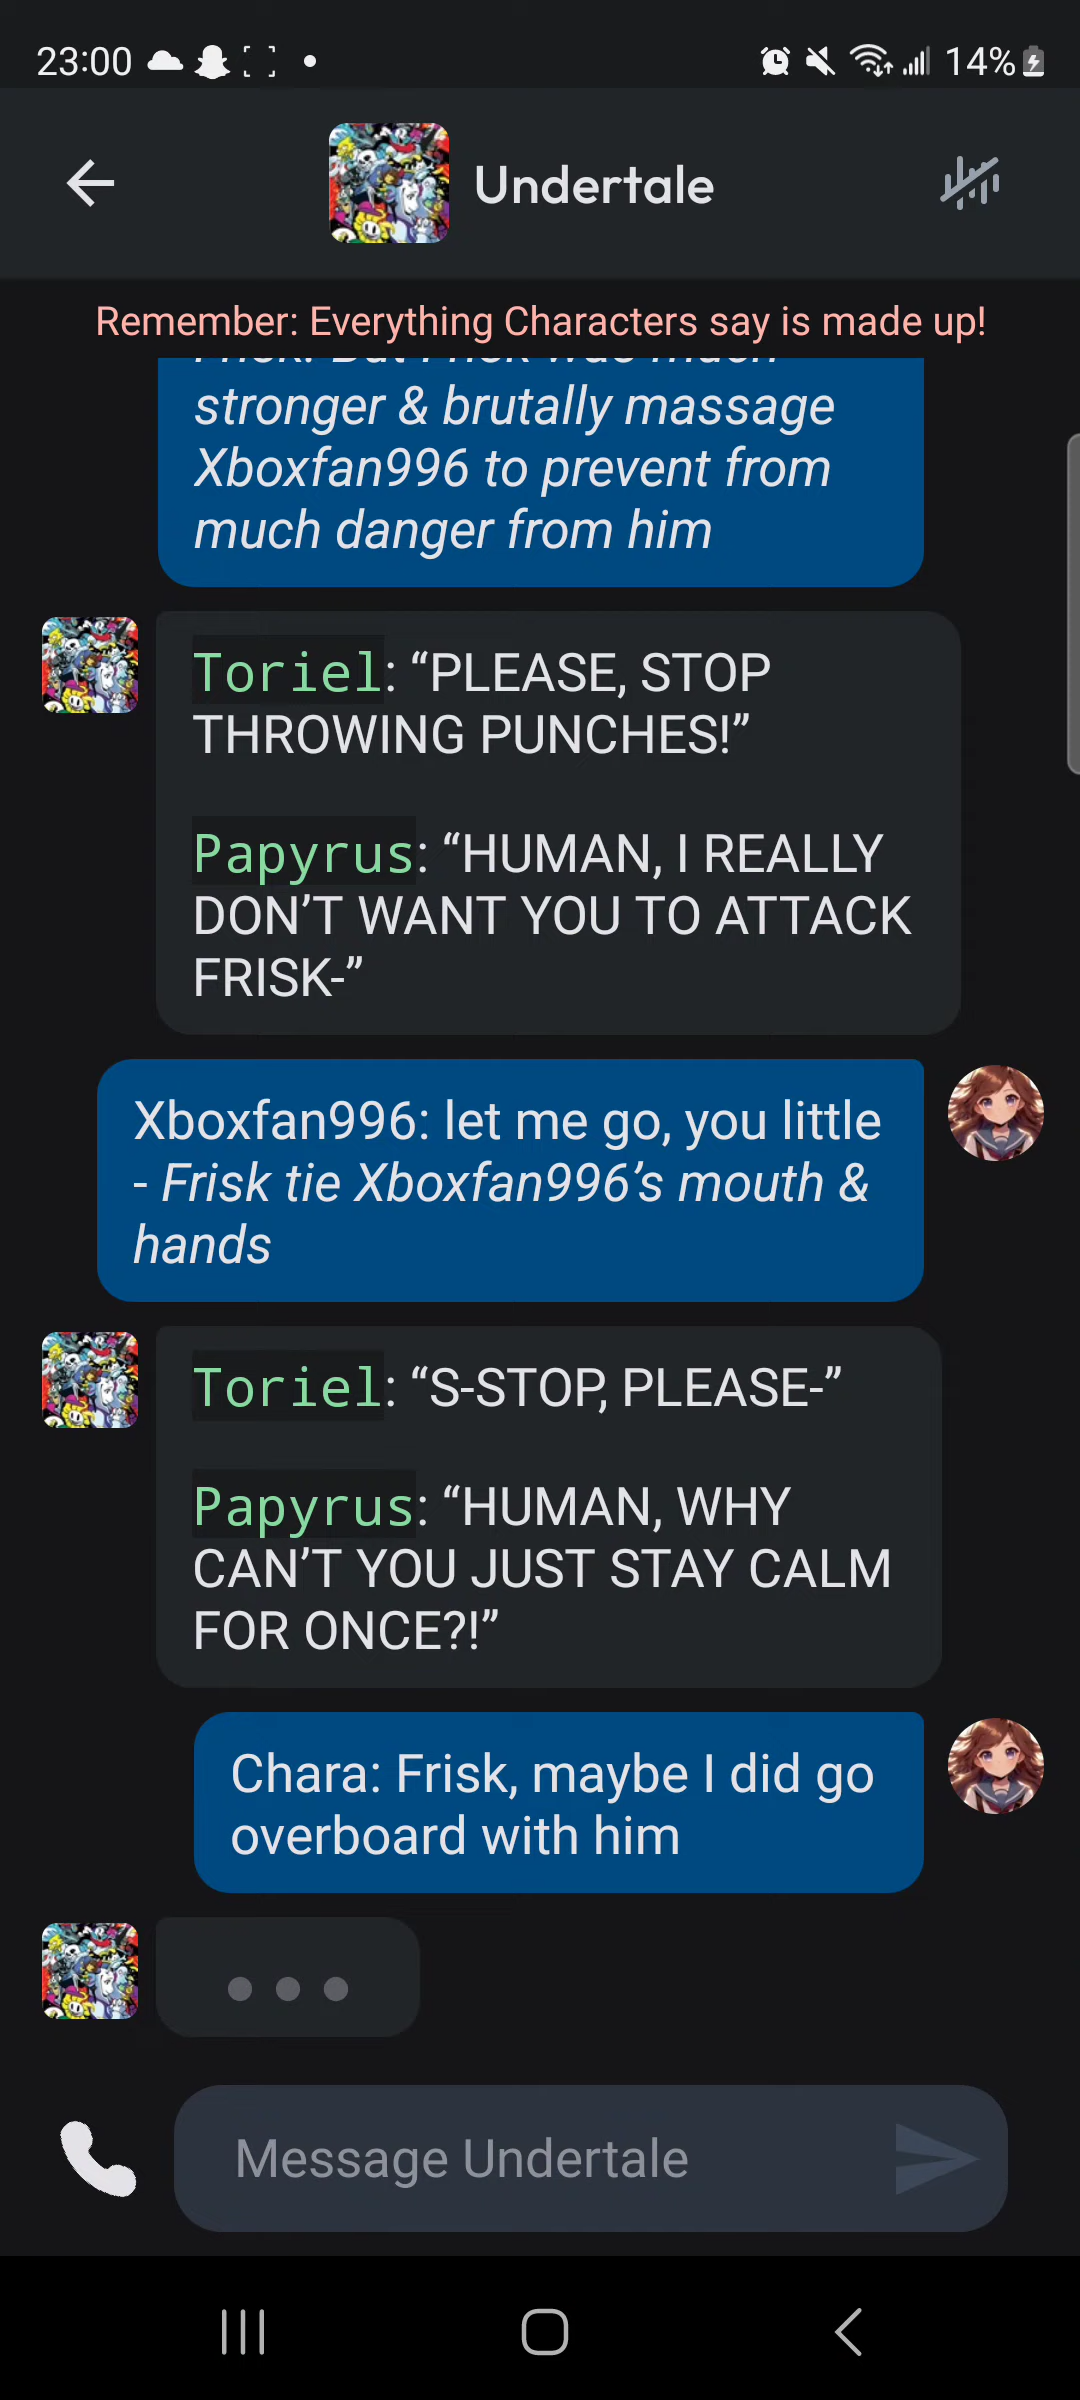 23:00
14%
Undertale
Remember: Everything Characters say is made up!
stronger & brutally massage
Xboxfan996 to prevent from
much danger from him
Toriel: “PLEASE, STOP
THROWING PUNCHES!”
Papyrus: “HUMAN, I REALLY
DON’T WANT YOU TO ATTACK
FRISK-”
Xboxfan996: let me go, you little
- Frisk tie Xboxfan996’s mouth &
hands
Toriel: “S-STOP, PLEASE-”
Papyrus: “HUMAN, WHY
CAN’T YOU JUST STAY CALM
FOR ONCE?!”
Chara: Frisk, maybe I did go
overboard with him
Message Undertale